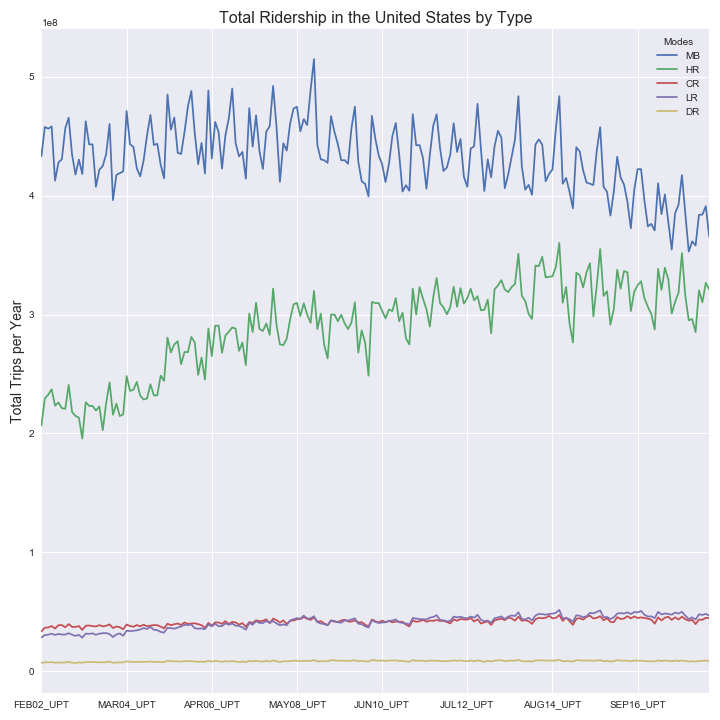 Total Ridership in the United States by Type
1e8
Modes
MB
HR
CR
LR
DR
Total Trips per Year
5
4
3
2
1
0
FEB02_UPT MAR04_UPT APR06_UPT MAY08_UPT JUN10_UPT JUL12_UPT AUG14_UPT SEP16_UPT